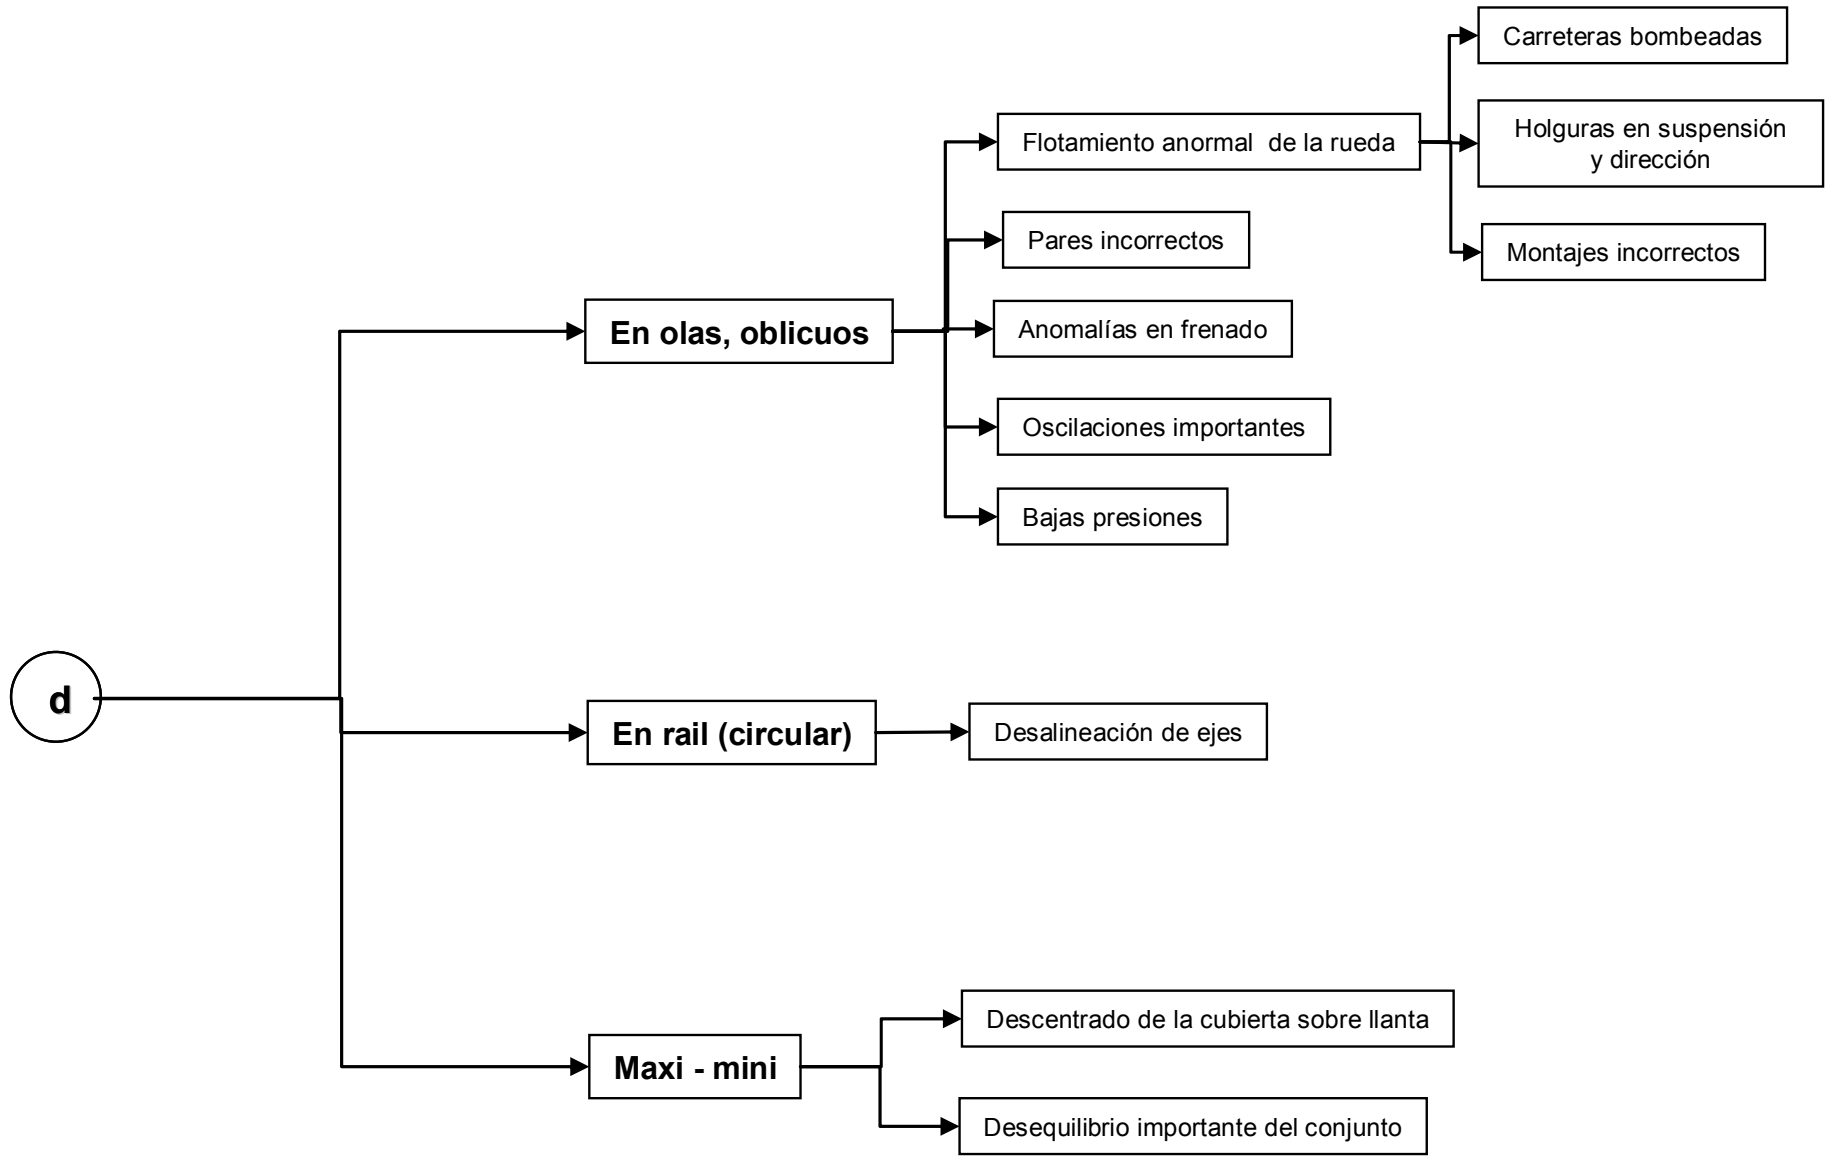 Carreteras bombeadas
Flotamiento anormal de la rueda
Holguras en suspensión
y dirección
Pares incorrectos
Montajes incorrectos
En olas, oblicuos
Anomalías en frenado
Oscilaciones importantes
Bajas presiones
d
En rail (circular)
Desalineación de ejes
Maxi - mini
Descentrado de la cubierta sobre llanta
Desequilibrio importante del conjunto